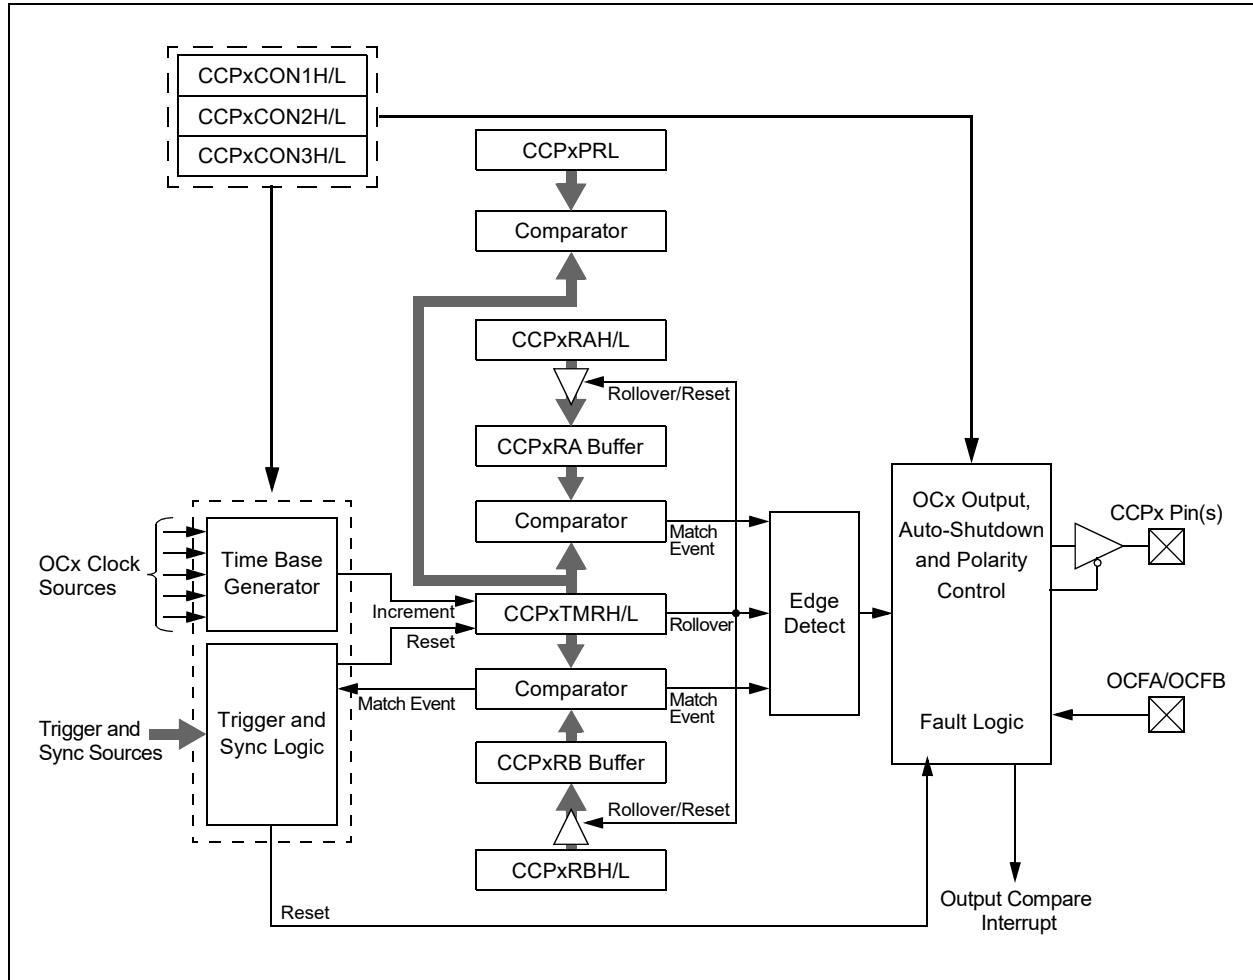 CCPxCON1H/L
CCPxCON2H/L
CCPxCON3H/L
CCPxPRL
Comparator
CCPxRAH/L
Rollover/Reset
CCPxRA Buffer
Comparator
Match
Event
OCx Clock
Sources
Time Base
Generator
Increment
Reset
CCPxTMRH/L
Rollover
Edge
Detect
OCx Output,
Auto-Shutdown
and Polarity
Control
Fault Logic
CCPx Pin(s)
OCFA/OCFB
Trigger and
Sync Sources
Trigger and
Sync Logic
Match Event
Comparator
Match
Event
CCPxRB Buffer
Rollover/Reset
CCPxRBH/L
Reset
Output Compare
Interrupt